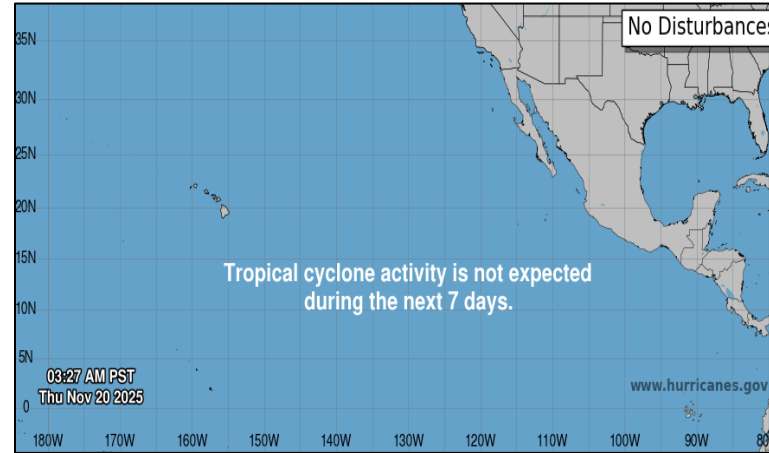 No Disturbances
35N
30N
25N
20N
15N
Tropical cyclone activity is not expected
during the next 7 days.
10N
5N
03:27 AM PST
Thu Nov 20 2025
www.hurricanes.gov
0
180W 170W 160W 150W 140W 130W 120W 110W 100W 90W 80